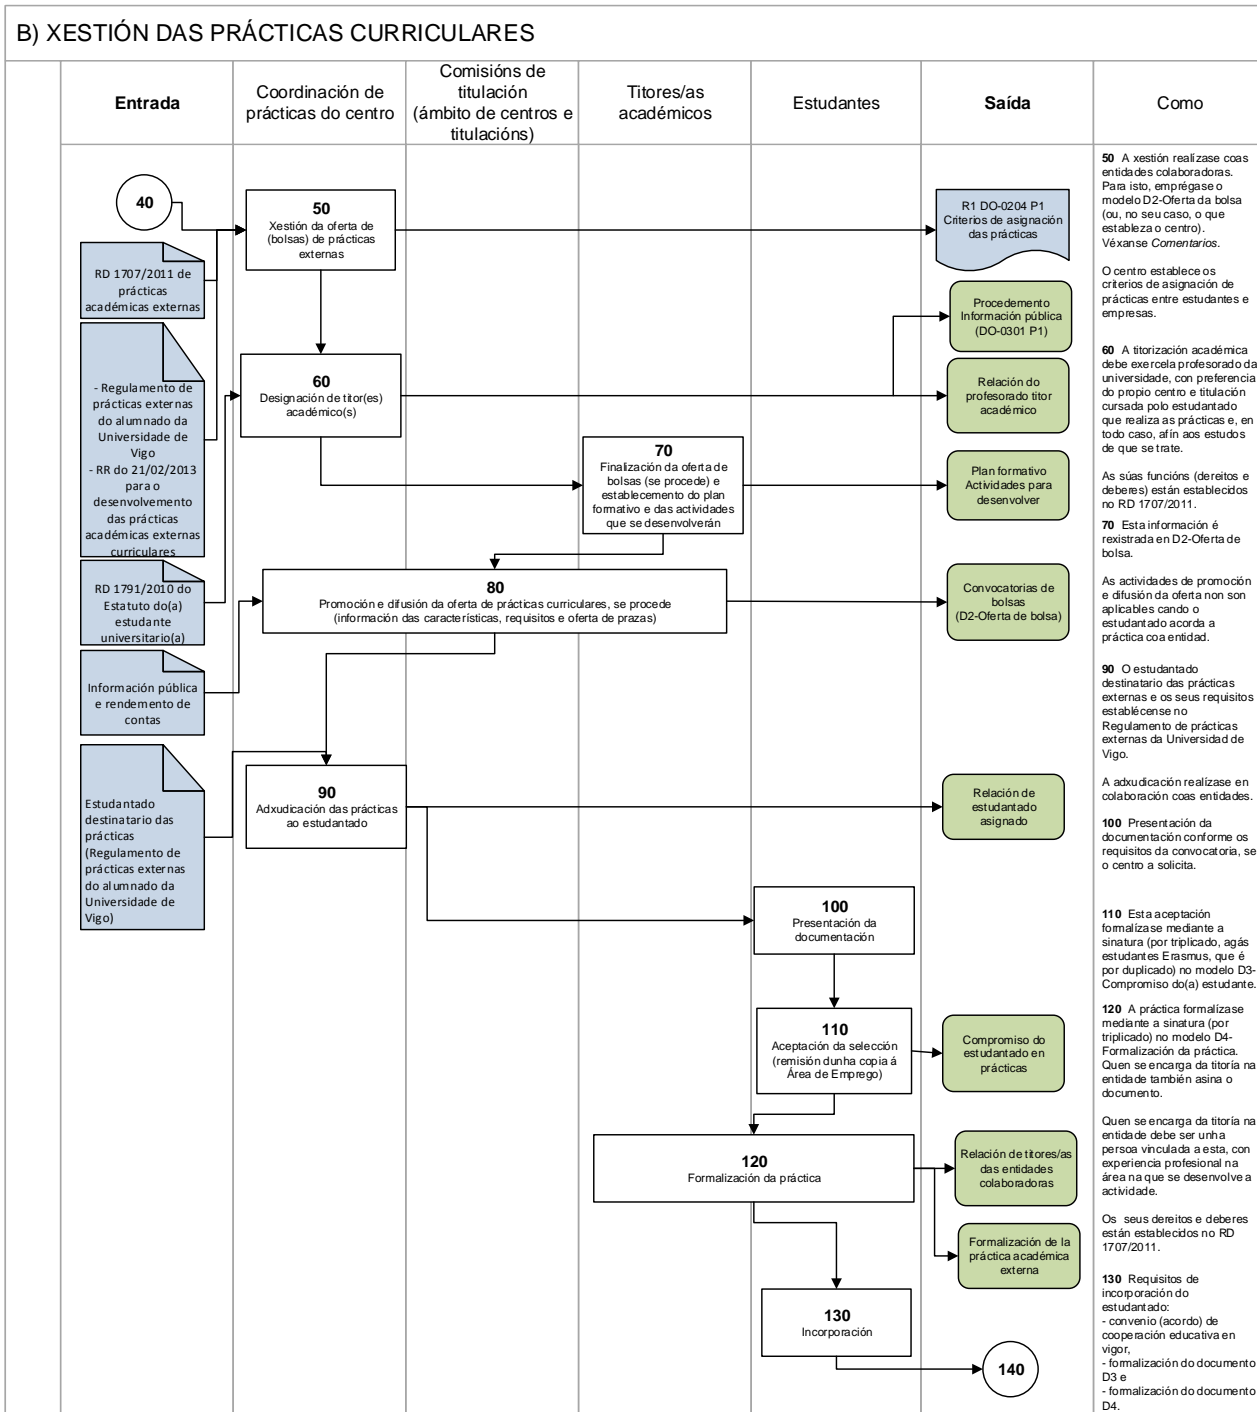 B) XESTIÓN DAS PRÁCTICAS CURRICULARES
Entrada
Coordinación de
prácticas do centro
Comisións de
titulación
(ámbito de centros e
titulacións)
Titores/as
académicos
Estudantes
Saída
Como
40
RD 1707/2011 de
prácticas
académicas externas
- Regulamento de
prácticas externas
do alumnado da
Universidade de
Vigo
- RR do 21/02/2013
para o
desenvolvemento
das prácticas
académicas externas
curriculares
RD 1791/2010 do
Estatuto do(a)
estudante
universitario(a)
Información pública
e rendemento de
contas
Estudantado
destinatario das
prácticas
(Regulamento de
prácticas externas
do alumnado da
Universidade de
Vigo)
50
Xestión da oferta de
(bolsas) de prácticas
externas
60
Designación de titor(es)
académico(s)
70
Finalización da oferta de
bolsas (se procede) e
establecemento do plan
formativo e das actividades
que se desenvolverán
80
Promoción e difusión da oferta de prácticas curriculares, se procede
(información das características, requisitos e oferta de prazas)
90
Adxudicación das prácticas
ao estudantado
100
Presentación da
documentación
110
Aceptación da selección
(remisión dunha copia á
Área de Emprego)
120
Formalización da práctica
130
Incorporación
R1 DO-0204 P1
Criterios de asignación
das prácticas
Procedemento
Información pública
(DO-0301 P1)
Relación do
profesorado titor
académico
Plan formativo
Actividades para
desenvolver
Convocatorias de
bolsas
(D2-Oferta de bolsa)
Relación de
estudantado
asignado
Compromiso do
estudantado en
prácticas
Relación de titores/as
das entidades
colaboradoras
Formalización de la
práctica académica
externa
140
50 A xestión realízase coas
entidades colaboradoras.
Para isto, emprégase o
modelo D2-Oferta da bolsa
(ou, no seu caso, o que
estableza o centro).
Véxanse Comentarios.
O centro establece os
criterios de asignación de
prácticas entre estudantes e
empresas.
60 A titorización académica
debe exercela profesorado da
universidade, con preferencia
do propio centro e titulación
cursada polo estudantado
que realiza as prácticas e, en
todo caso, afín aos estudos
de que se trate.
As súas funcións (dereitos e
deberes) están establecidos
no RD 1707/2011.
70 Esta información é
rexistrada en D2-Oferta de
bolsa.
As actividades de promoción
e difusión da oferta non son
aplicables cando o
estudantado acorda a
práctica coa entidad.
90 O estudantado
destinatario das prácticas
externas e os seus requisitos
establécense no
Regulamento de prácticas
externas da Universidad de
Vigo.
A adxudicación realízase en
colaboración coas entidades.
100 Presentación da
documentación conforme os
requisitos da convocatoria, se
o centro a solicita.
110 Esta aceptación
formalízase mediante a
sinatura (por triplicado, agás
estudantes Erasmus, que é
por duplicado) no modelo D3-
Compromiso do(a) estudante.
120 A práctica formalízase
mediante a sinatura (por
triplicado) no modelo D4-
Formalización da práctica.
Quen se encarga da titoría na
entidade también asina o
documento.
Quen se encarga da titoría na
entidade debe ser unha
persoa vinculada a esta, con
experiencia profesional na
área na que se desenvolve a
actividade.
Os seus dereitos e deberes
están establecidos no RD
1707/2011.
130 Requisitos de
incorporación do
estudantado:
- convenio (acordo) de
cooperación educativa en
vigor,
- formalización do documento
D3 e
- formalización do documento
D4.